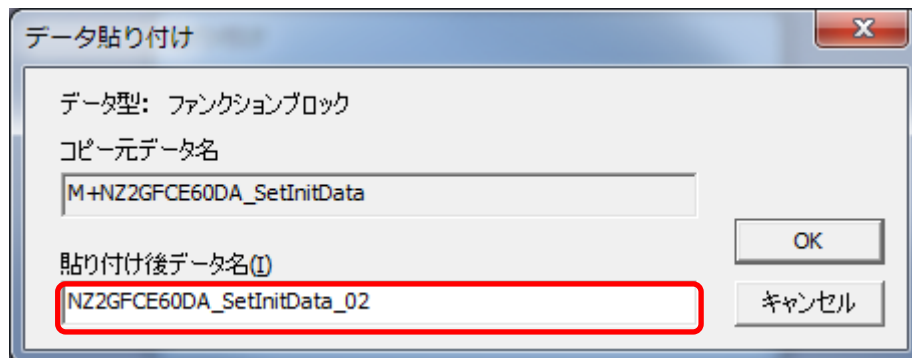 データ貼り付け
データ型: ファンクションブロック
コピー元データ名
M+NZ2GFCE60DA_SetInitData
OK
貼り付け後データ名(I)
NZ2GFCE60DA_SetInitData_02
キャンセル